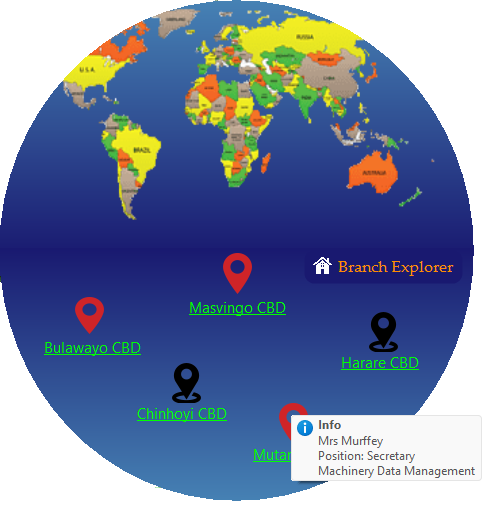 RUSSIA
U.S.A.
CHINA
BRAZIL
AUSTRALIA
Branch Explorer
Masvingo CBD
Bulawayo CBD
Harare CBD
Chinhoyi CBD
Mutar
Info
Mrs Murffey
Position: Secretary
Machinery Data Management